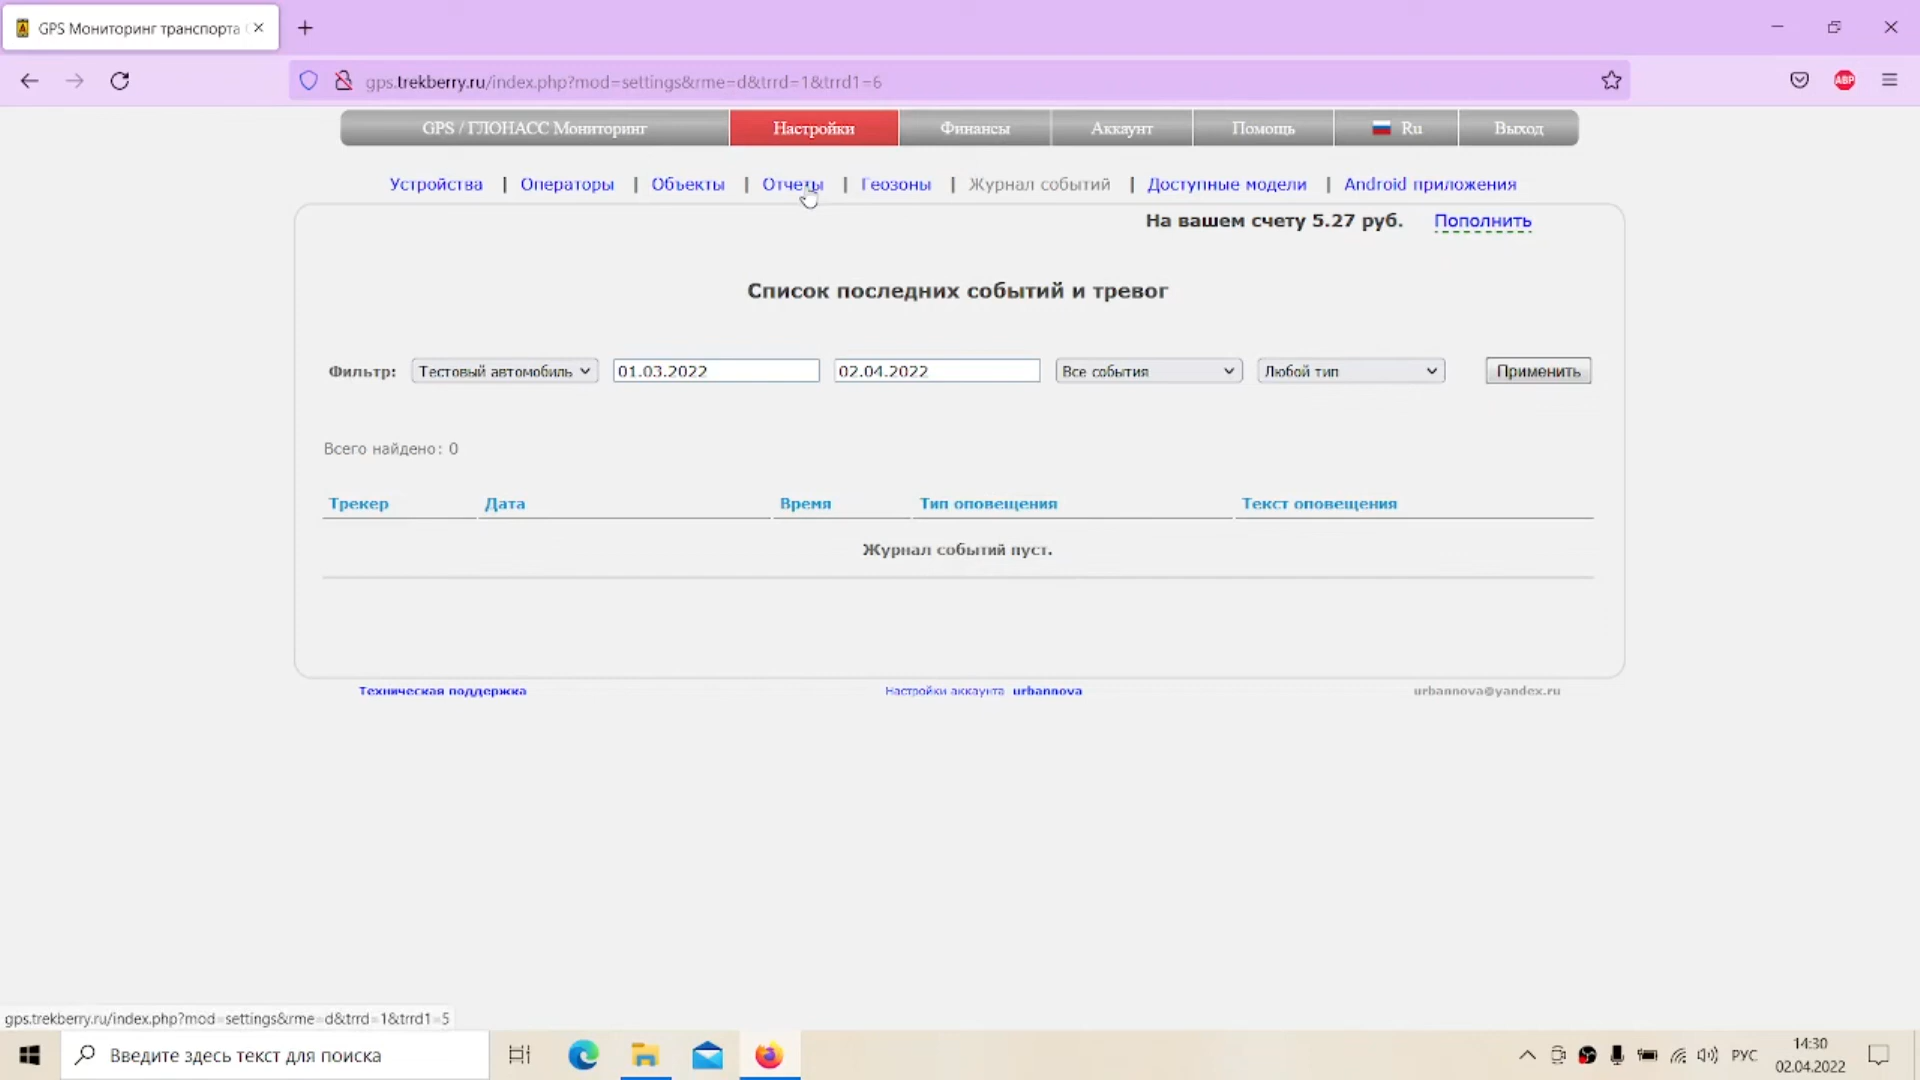 GPS Мониторинг транспорта
gps.trekberry.ru/index.php?mod=settings&rme=d&trrd=1&trrd1=6
ABP
GPS / ГЛОНАСС Мониторинг Настройки Финансы Аккаунт Помощь Ru Выход
Устройства | Операторы | Объекты | Отчеты | Геозоны | Журнал событий | Доступные модели | Android приложения
На вашем счету 5.27 руб. Пополнить
Список последних событий и тревог
Фильтр: Тестовый автомобиль 01.03.2022 02.04.2022 Все события Любой тип Применить
Всего найдено: 0
Трекер Дата Время Тип оповещения Текст оповещения
Журнал событий пуст.
Техническая поддержка Настройки аккаунта urbannova urbannova@yandex.ru
gps.trekberry.ru/index.php?mod=settings&rme=d&trrd=1&trrd1=5
Введите здесь текст для поиска
РУС
14:30
02.04.2022